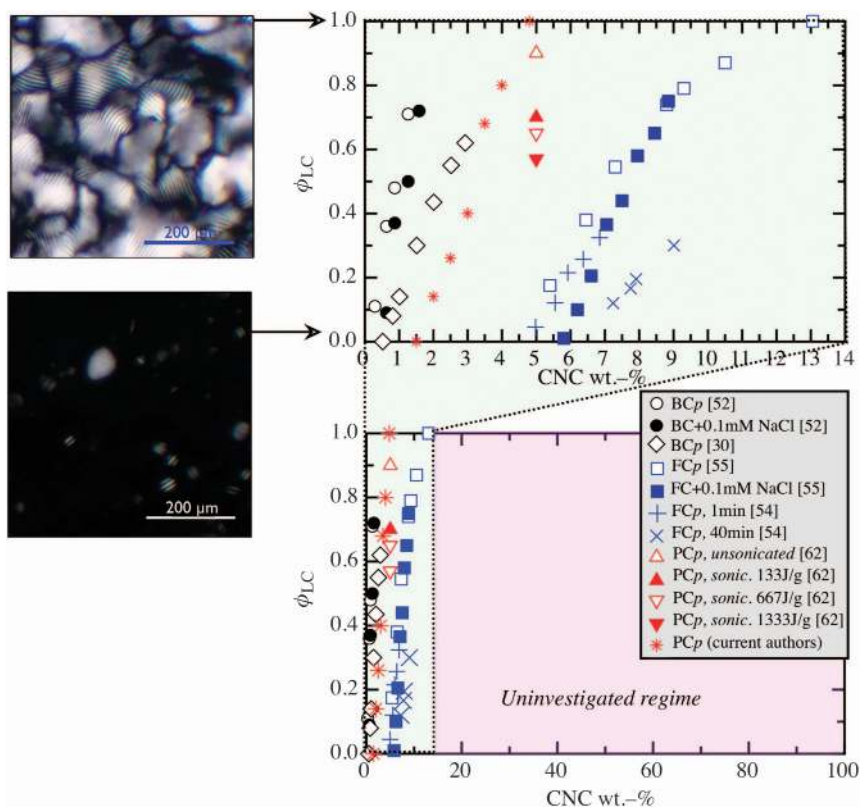 200 µm
200 µm
1.0
0.8
0.6
0.4
0.2
0.0
ϕLC
0 1 2 3 4 5 6 7 8 9 10 11 12 13 14
CNC wt.–%
BCp [52]
BC+0.1mM NaCl [52]
BCp [30]
FCp [55]
FC+0.1mM NaCl [55]
FCp, 1min [54]
FCp, 40min [54]
PCp, unsonicated [62]
PCp, sonic. 133J/g [62]
PCp, sonic. 667J/g [62]
PCp, sonic. 1333J/g [62]
PCp (current authors)
1.0
0.8
0.6
0.4
0.2
0.0
ϕLC
Uninvestigated regime
0 20 40 60 80 100
CNC wt.–%